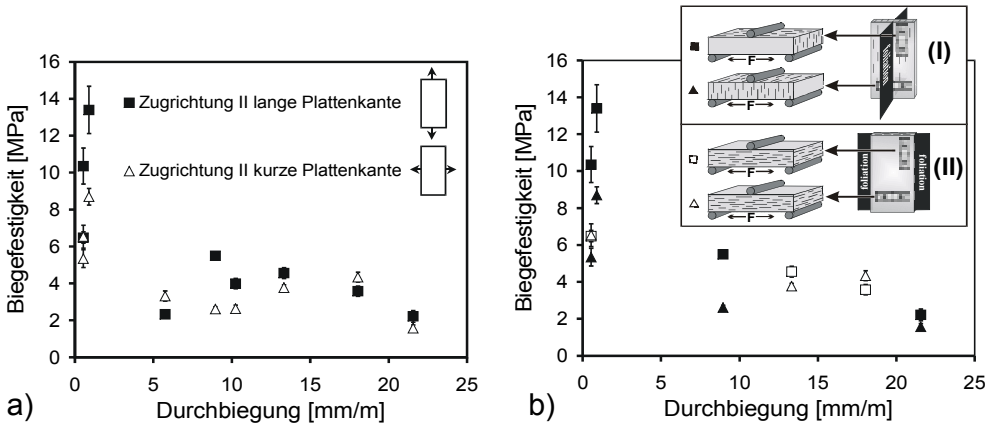 16
14
12
10
8
6
4
2
0
Biegefestigkeit [MPa]
Zugrichtung II lange Plattenkante
Zugrichtung II kurze Plattenkante
0 5 10 15 20 25
Durchbiegung [mm/m]
a)
16
14
12
10
8
6
4
2
0
Biegefestigkeit [MPa]
F
F
(I)
F
foliation
foliation
(II)
0 5 10 15 20 25
Durchbiegung [mm/m]
b)